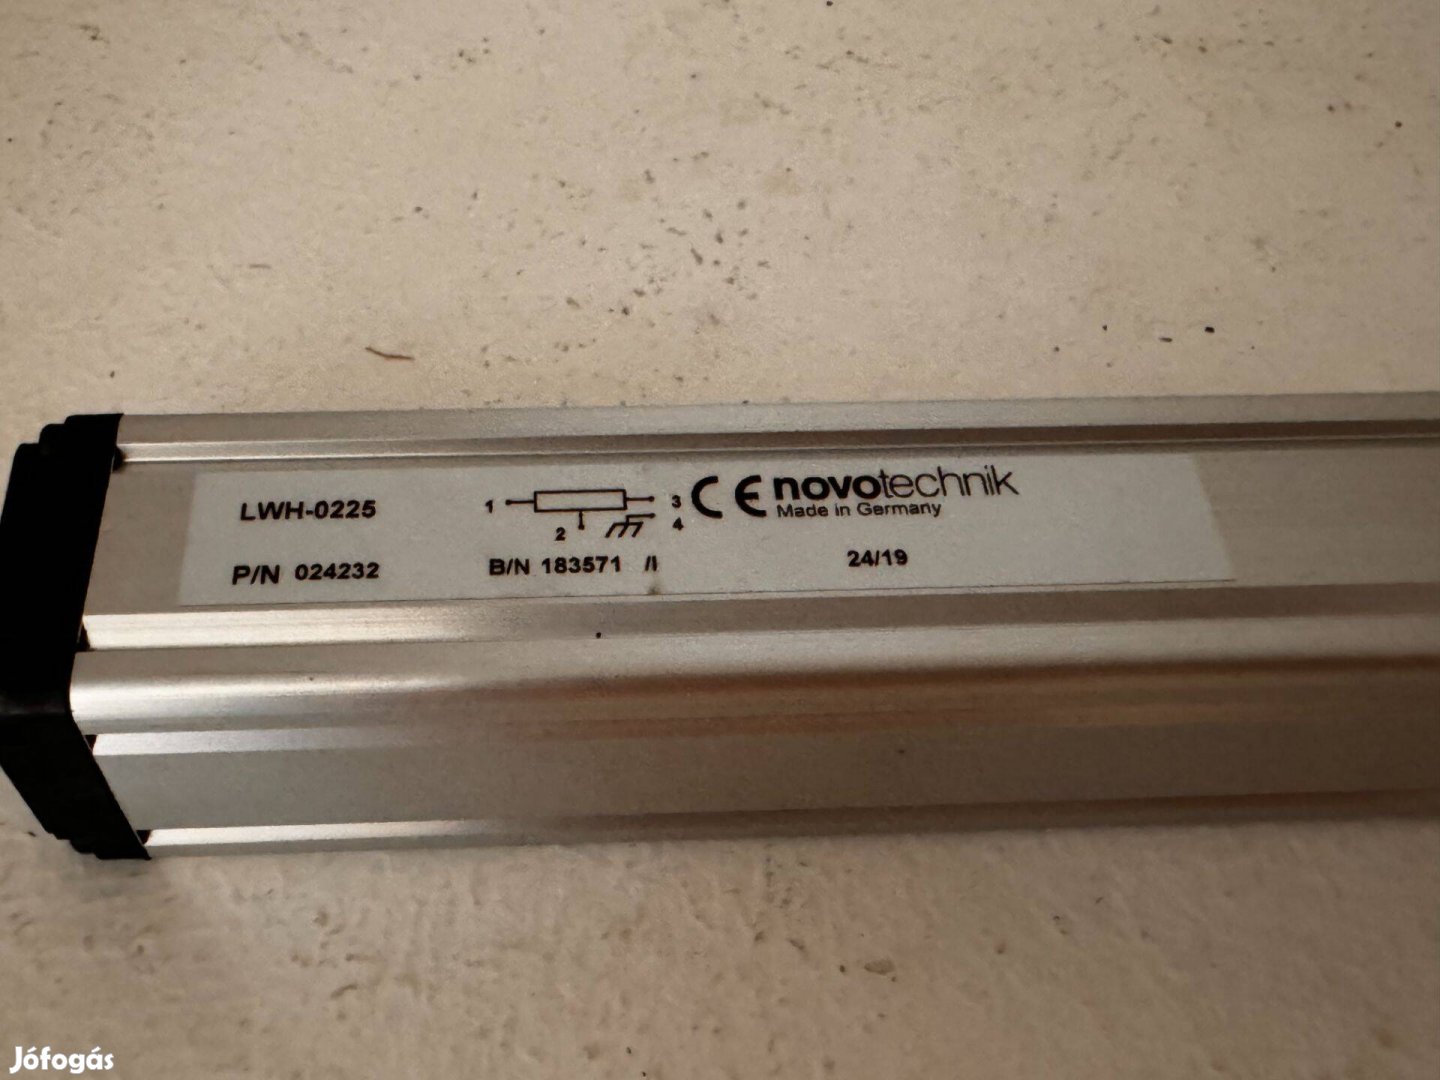 LWH-0225
1 2 3 4
CE novotechnik
Made in Germany
P/N 024232
B/N 183571 /I
24/19
Jófogás